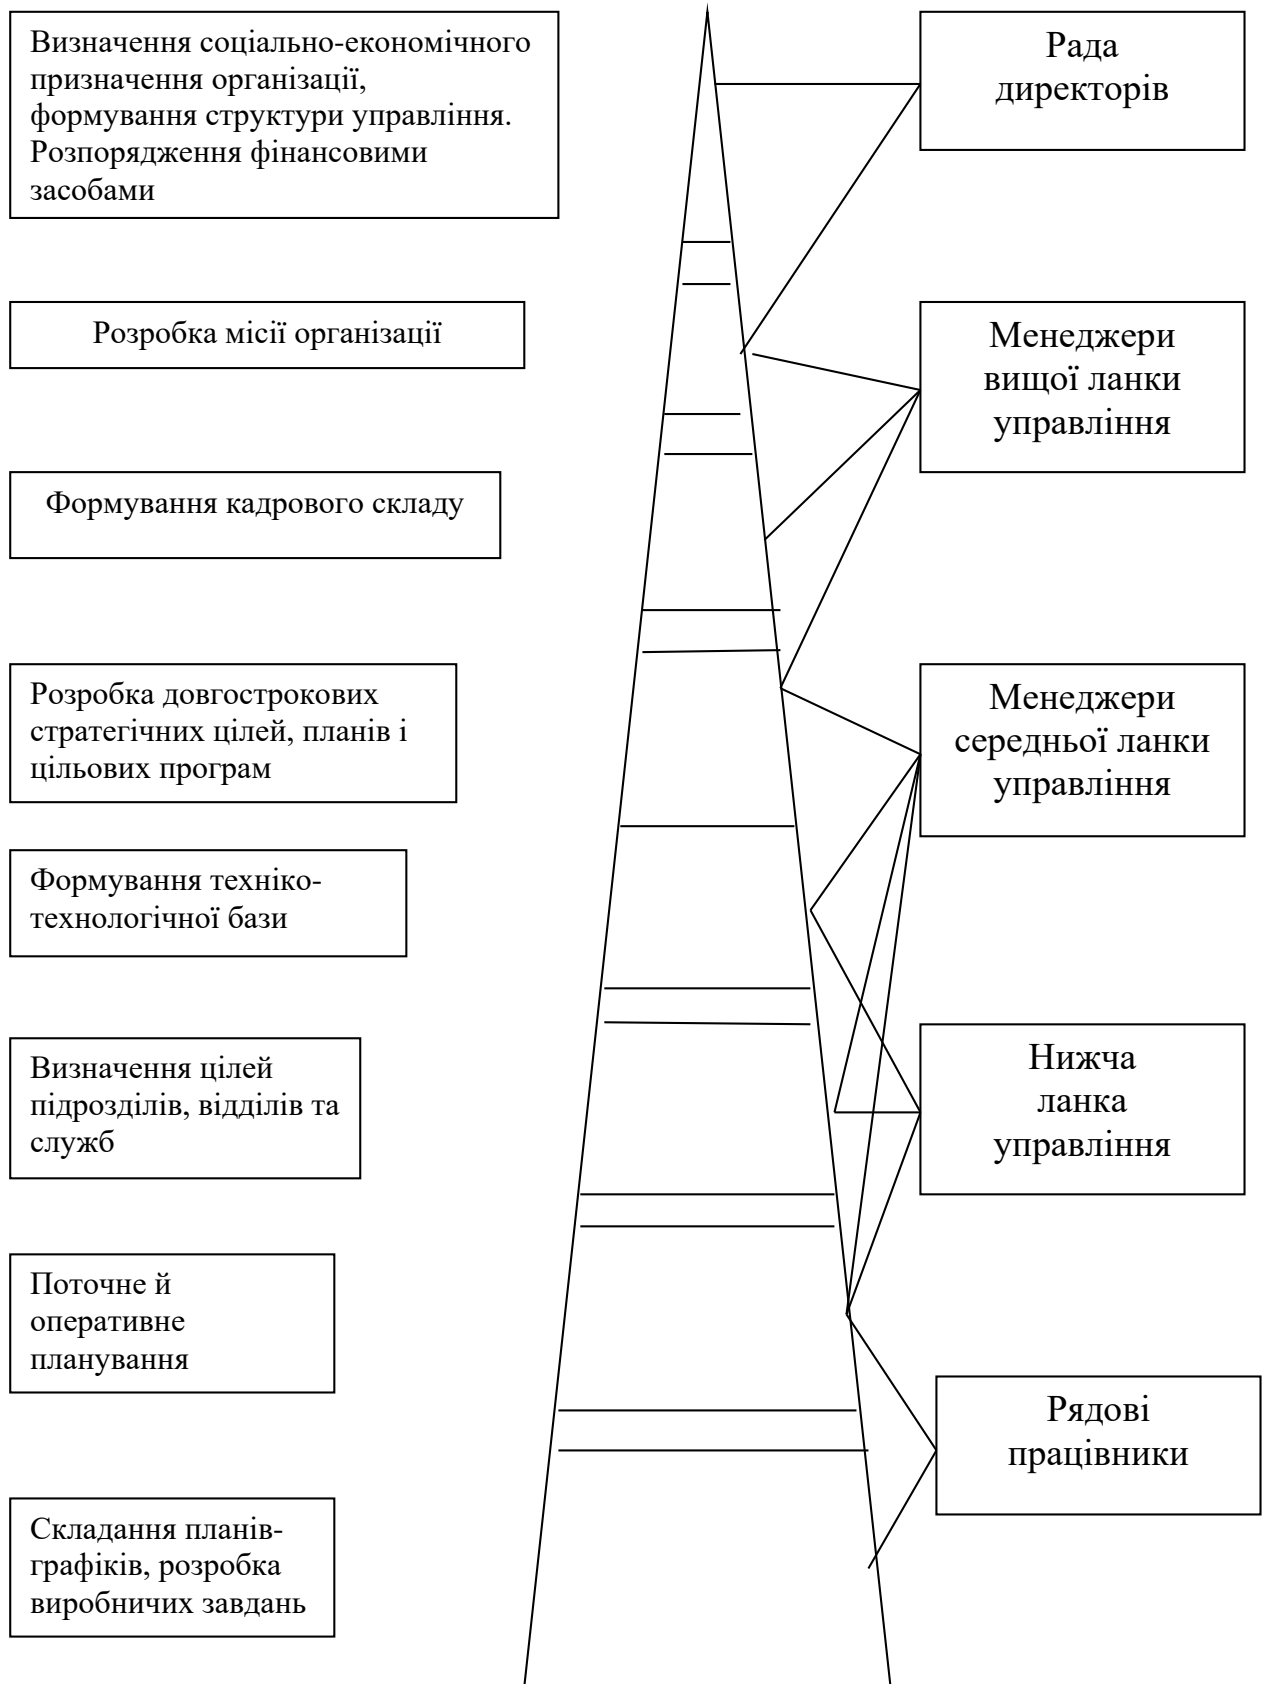 Визначення соціально-економічного
призначення організації,
формування структури управління.
Розпорядження фінансовими
засобами
Рада
директорів
Розробка місії організації
Менеджери
вищої ланки
управління
Формування кадрового складу
Розробка довгострокових
стратегічних цілей, планів і
цільових програм
Менеджери
середньої ланки
управління
Формування техніко-
технологічної бази
Визначення цілей
підрозділів, відділів та
служб
Нижча
ланка
управління
Поточне й
оперативне
планування
Рядові
працівники
Складання планів-
графіків, розробка
виробничих завдань